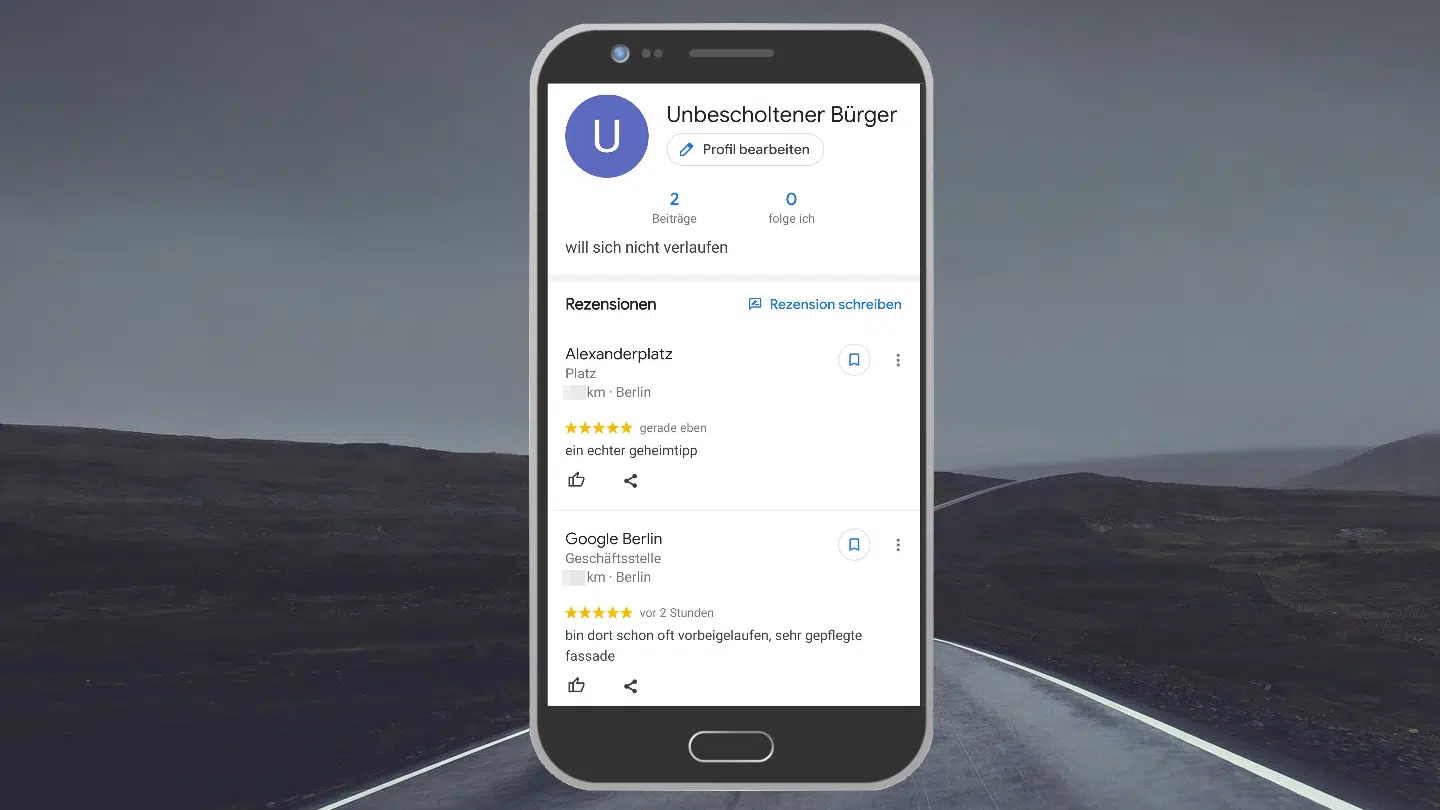 U
Unbescholtener Bürger
Profil bearbeiten
2
Beiträge
0
folge ich
will sich nicht verlaufen
Rezensionen
Rezension schreiben
Alexanderplatz
Platz
km · Berlin
gerade eben
ein echter geheimtipp
Google Berlin
Geschäftsstelle
km · Berlin
vor 2 Stunden
bin dort schon oft vorbeigelaufen, sehr gepflegte
fassade